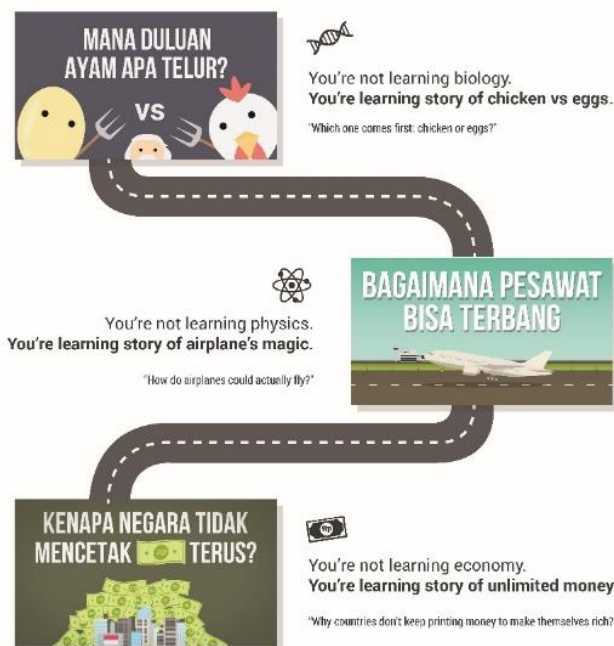 MANA DULUAN
AYAM APA TELUR?
VS
You're not learning biology.
You're learning story of chicken vs eggs.
"Which one comes first: chicken or eggs?"
You're not learning physics.
You're learning story of airplane's magic.
"How do airplanes could actually fly?"
BAGAIMANA PESAWAT
BISA TERBANG
KENAPA NEGARA TIDAK
MENCETAK TERUS?
Rp
You're not learning economy.
You're learning story of unlimited money
"Why countries don't keep printing money to make themselves rich?